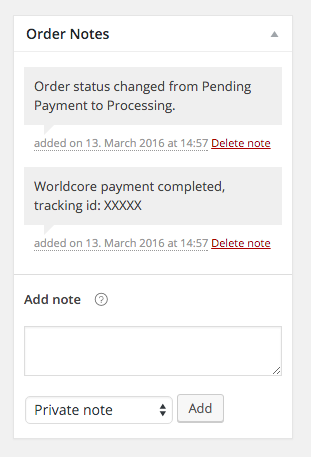 Order Notes
Order status changed from Pending
Payment to Processing.
added on 13. March 2016 at 14:57 Delete note
Worldcore payment completed,
tracking id: XXXXX
added on 13. March 2016 at 14:57 Delete note
Add note ?
Private note Add